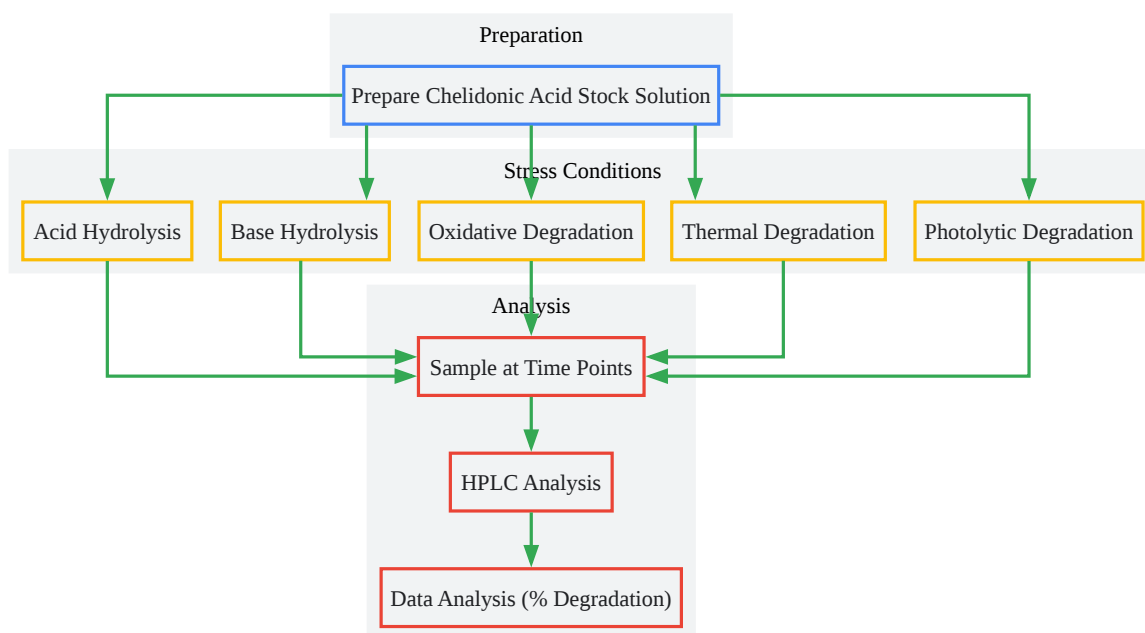 Preparation
Prepare Chelidonic Acid Stock Solution
Stress Conditions
Acid Hydrolysis
Base Hydrolysis
Oxidative Degradation
Thermal Degradation
Photolytic Degradation
Analysis
Sample at Time Points
HPLC Analysis
Data Analysis (% Degradation)